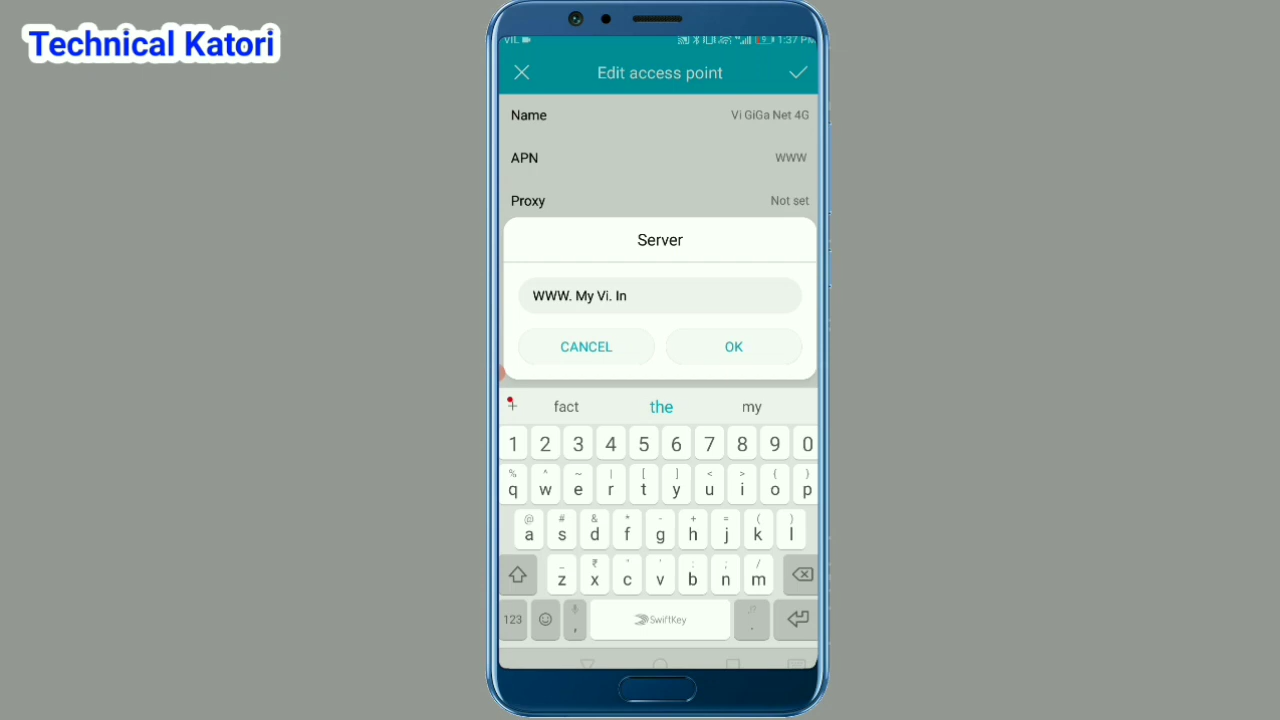 Technical Katori
VIL 9 1:37 PM
Edit access point
Name Vi GiGa Net 4G
APN WWW
Proxy Not set
Server
WWW. My Vi. In
CANCEL OK
+ fact the my
1 2 3 4 5 6 7 8 9 0
% ^ ~ | [ ] < > { }
q w e r t y u i o p
@ # & * - + = ( )
a s d f g h j k l
_ ₹ " ' : ; /
z x c v b n m
123 , SwiftKey .